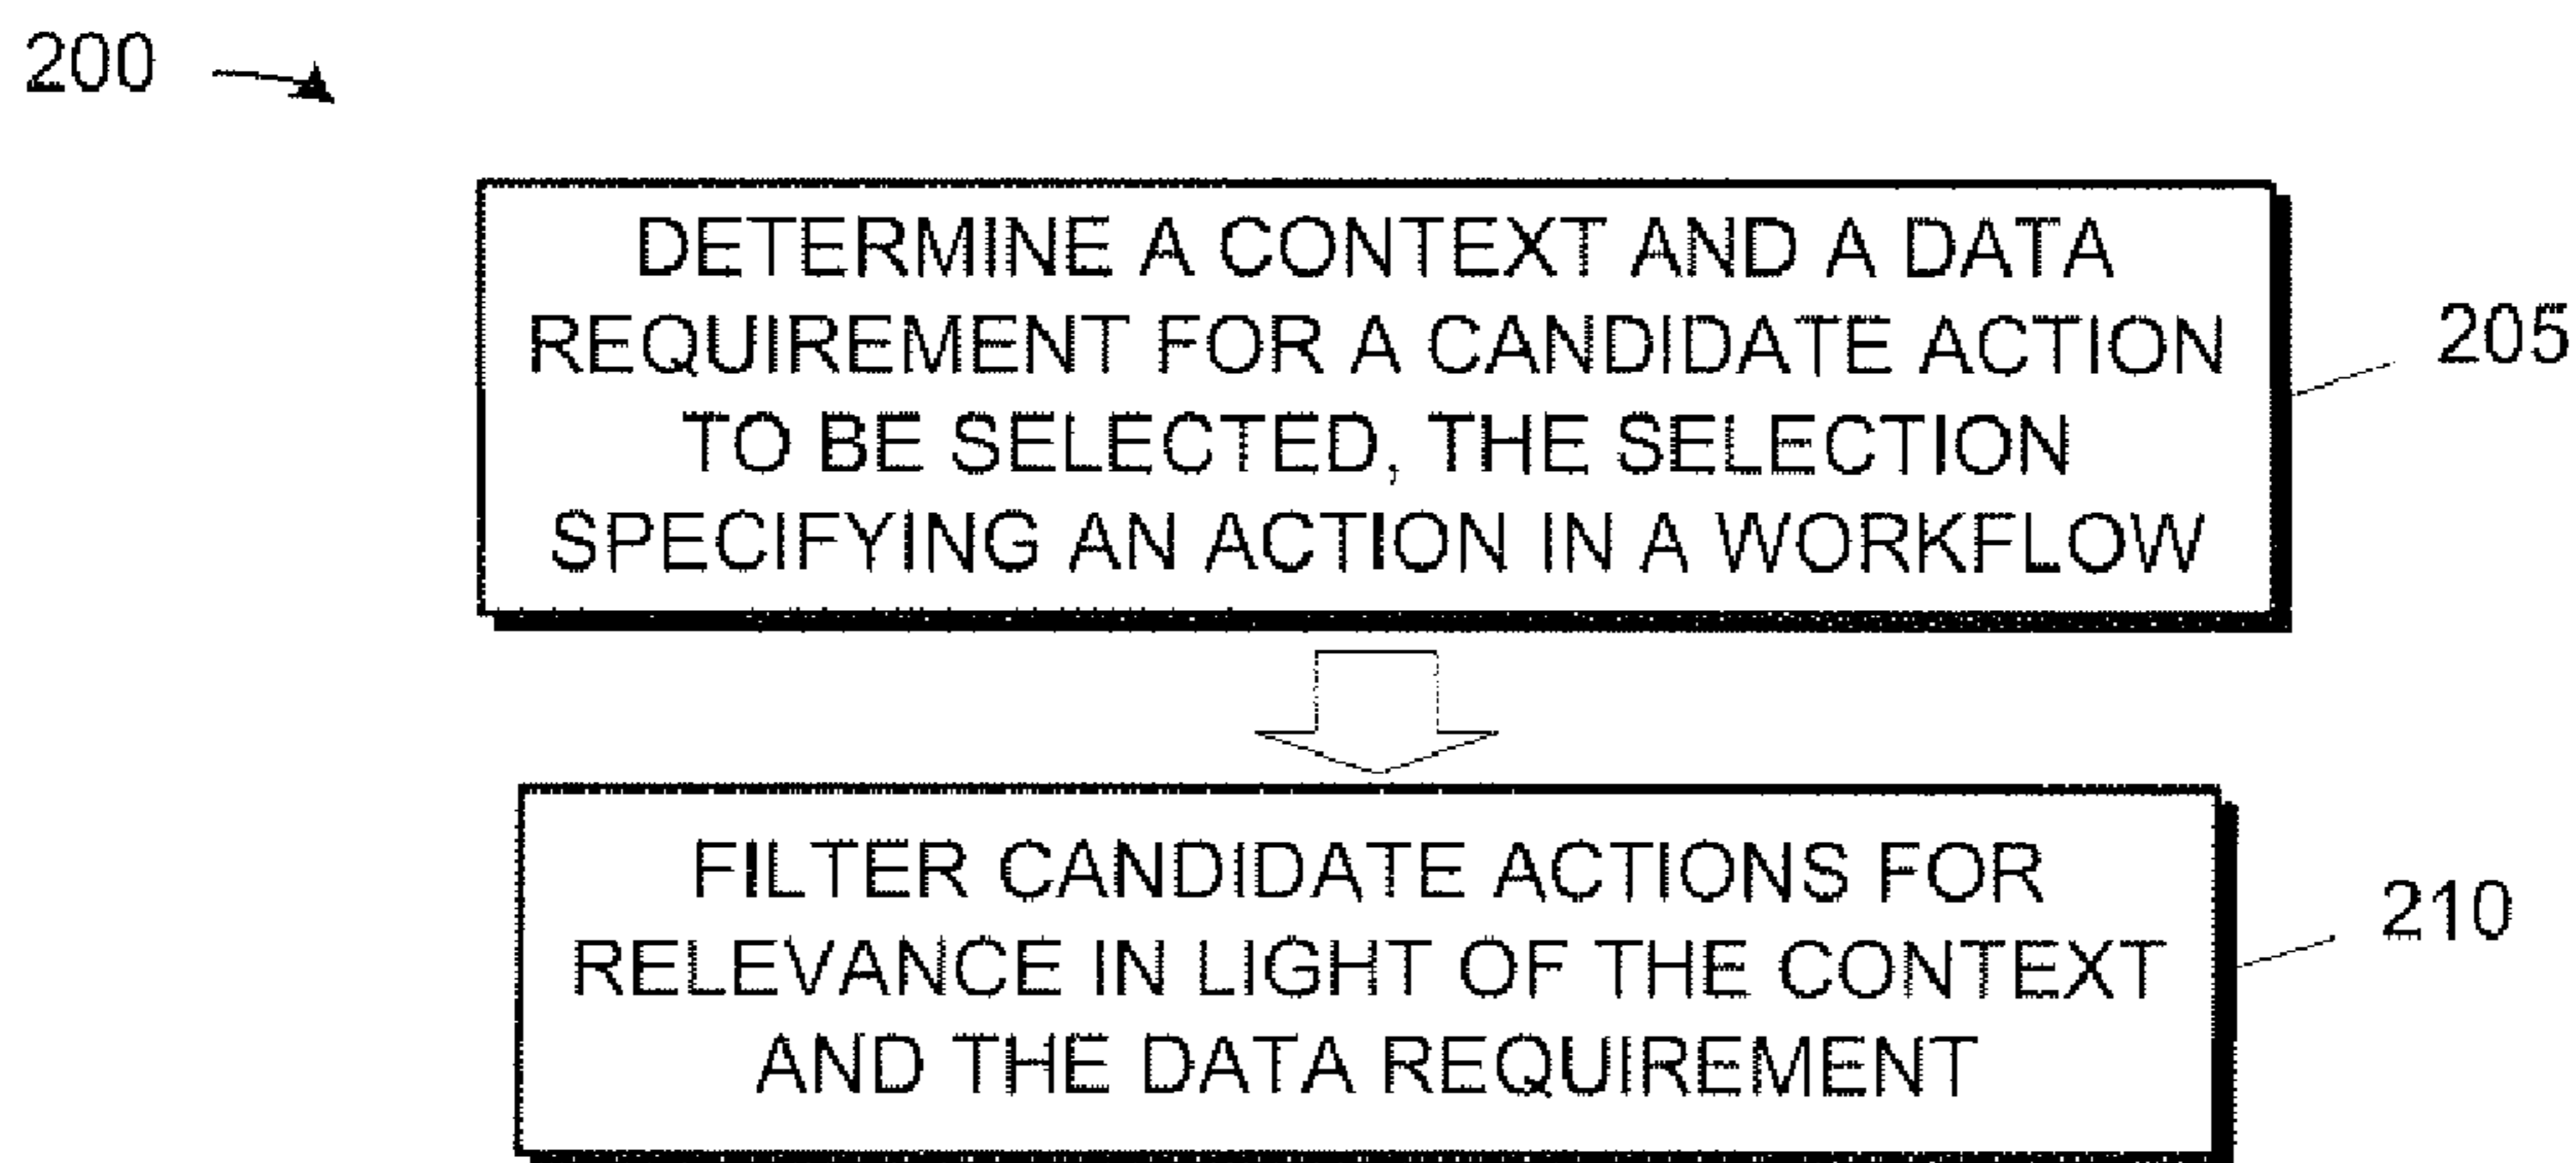 200
DETERMINE A CONTEXT AND A DATA
REQUIREMENT FOR A CANDIDATE ACTION
TO BE SELECTED, THE SELECTION
SPECIFYING AN ACTION IN A WORKFLOW
205
FILTER CANDIDATE ACTIONS FOR
RELEVANCE IN LIGHT OF THE CONTEXT
AND THE DATA REQUIREMENT
210